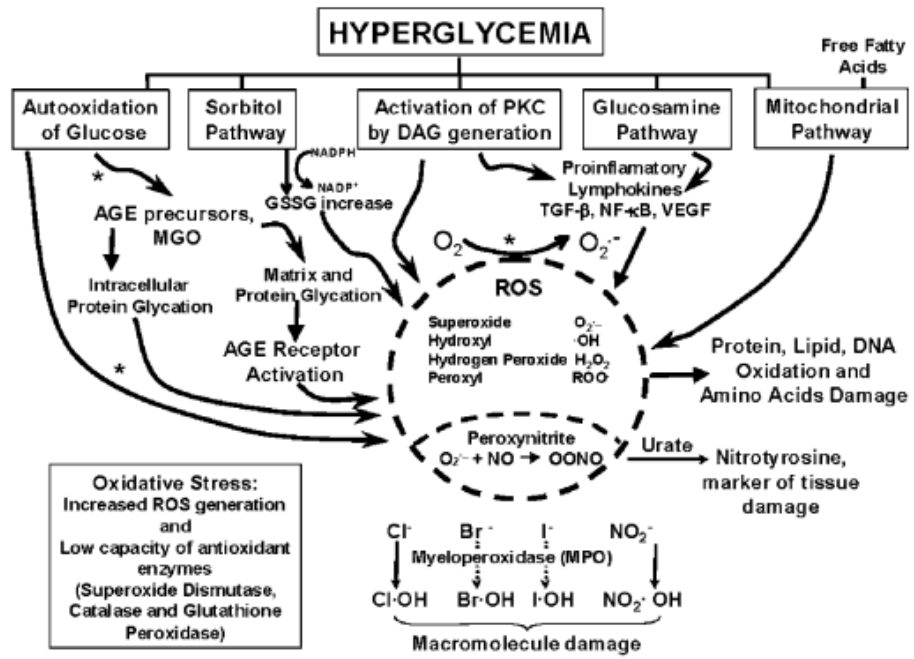 HYPERGLYCEMIA
Free Fatty
Acids
Autooxidation
of Glucose
Sorbitol
Pathway
Activation of PKC
by DAG generation
Glucosamine
Pathway
Mitochondrial
Pathway
*
NADPH
NADP⁺
GSSG increase
Proinflamatory
Lymphokines
TGF-β, NF-κB, VEGF
AGE precursors,
MGO
O₂
*
O₂·⁻
Intracellular
Protein Glycation
Matrix and
Protein Glycation
ROS
Superoxide O₂·⁻
Hydroxyl ·OH
Hydrogen Peroxide H₂O₂
Peroxyl ROO·
AGE Receptor
Activation
*
Protein, Lipid, DNA
Oxidation and
Amino Acids Damage
Peroxynitrite
O₂·⁻ + NO → OONO
Urate
Nitrotyrosine,
marker of tissue
damage
Oxidative Stress:
Increased ROS generation
and
Low capacity of antioxidant
enzymes
(Superoxide Dismutase,
Catalase and Glutathione
Peroxidase)
Cl⁻ Br⁻ I⁻ NO₂⁻
Myeloperoxidase (MPO)
Cl·OH Br·OH I·OH NO₂·OH
Macromolecule damage